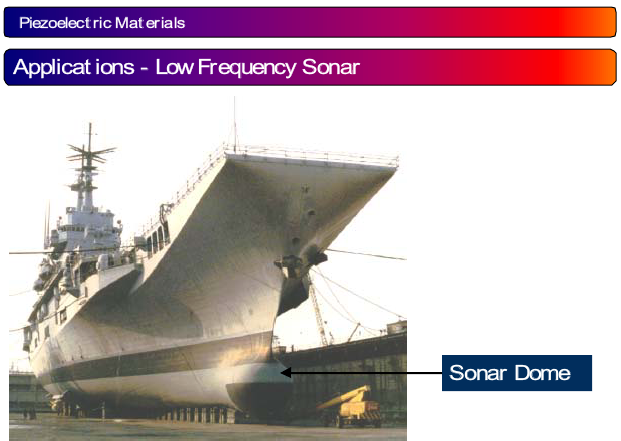 Piezoelectric Materials
Applications - Low Frequency Sonar
Sonar Dome